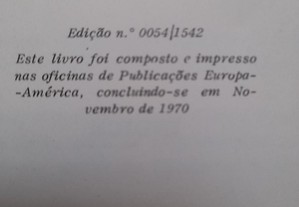 Edição n.° 0054/1542
Este livro foi composto e impresso
nas oficinas de Publicações Europa-
-América, concluindo-se em No-
vembro de 1970